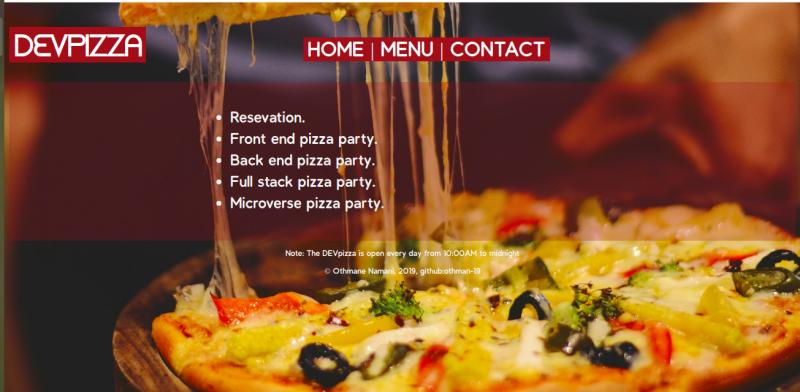 DEVPIZZA
HOME | MENU | CONTACT
Resevation.
Front end pizza party.
Back end pizza party.
Full stack pizza party.
Microverse pizza party.
Note: The DEVpizza is open every day from 10:00AM to midnight
© Othmane Namani, 2019, github:othman-19